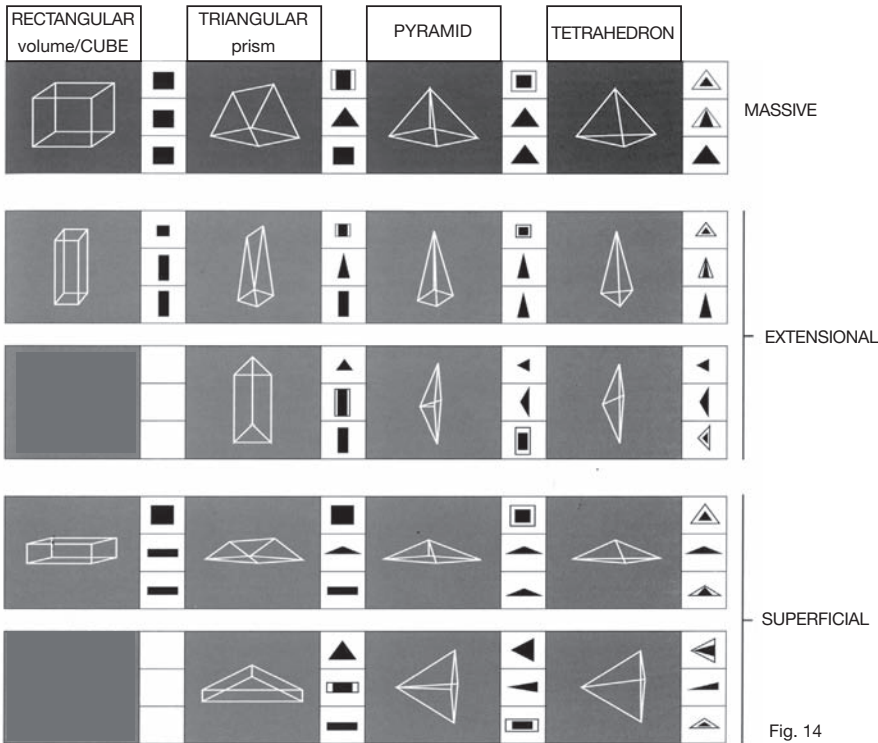 RECTANGULAR
volume/CUBE
TRIANGULAR
prism
PYRAMID
TETRAHEDRON
MASSIVE
EXTENSIONAL
SUPERFICIAL
Fig. 14